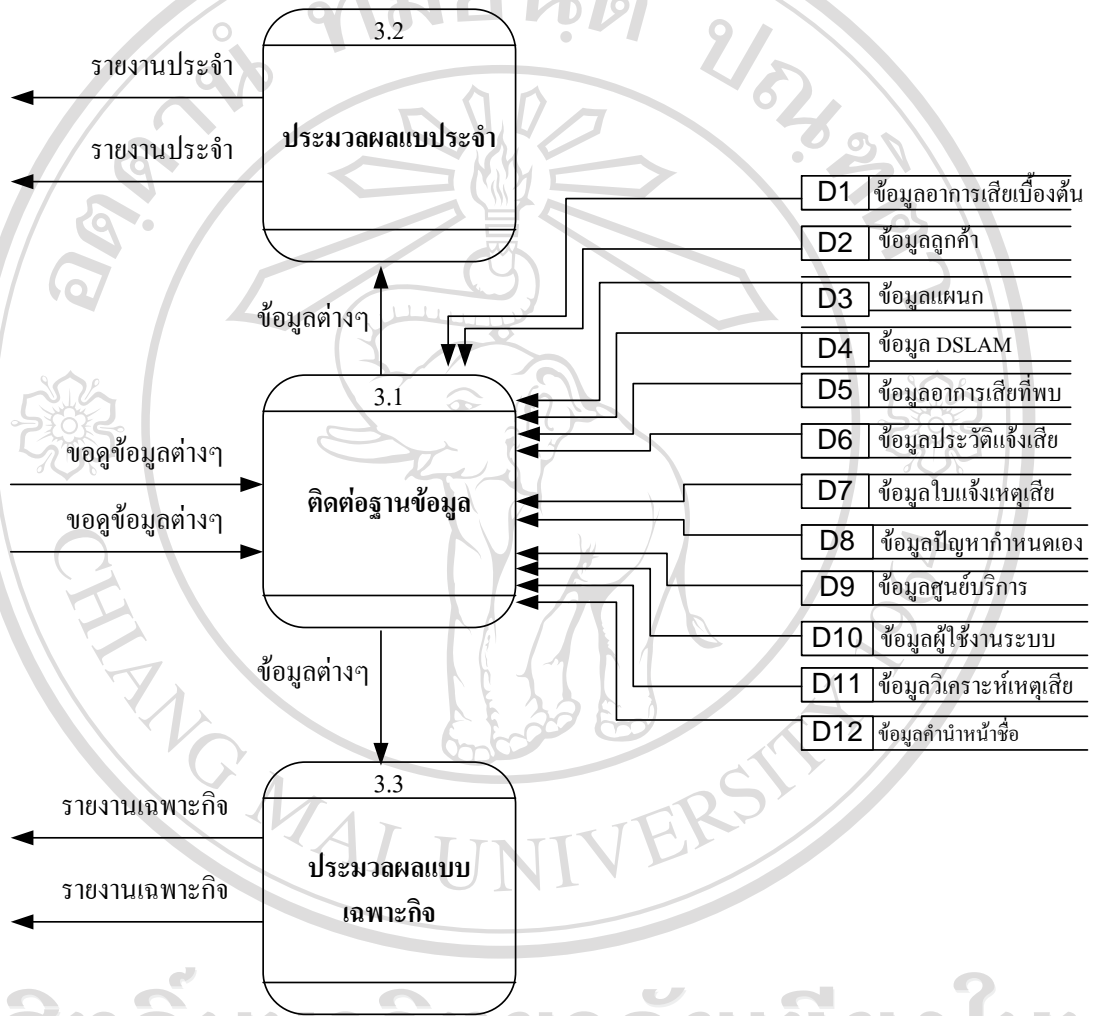 3.2
รายงานประจำ
ประมวลผลแบประจำ
รายงานประจำ
D1 ข้อมูลอาการเสียเบื้องต้น
D2 ข้อมูลลูกค้า
D3 ข้อมูลแผนก
ข้อมูลต่างๆ
D4 ข้อมูล DSLAM
3.1
D5 ข้อมูลอาการเสียที่พบ
D6 ข้อมูลประวัติแจ้งเสีย
ขอดูข้อมูลต่างๆ
ติดต่อฐานข้อมูล
D7 ข้อมูลใบแจ้งเหตุเสีย
ขอดูข้อมูลต่างๆ
D8 ข้อมูลปัญหากำหนดเอง
D9 ข้อมูลศูนย์บริการ
D10 ข้อมูลผู้ใช้งานระบบ
ข้อมูลต่างๆ
D11 ข้อมูลวิเคราะห์เหตุเสีย
D12 ข้อมูลคำนำหน้าชื่อ
3.3
รายงานเฉพาะกิจ
ประมวลผลแบบ
เฉพาะกิจ
รายงานเฉพาะกิจ
CHIANG MAI UNIVERSITY 1964